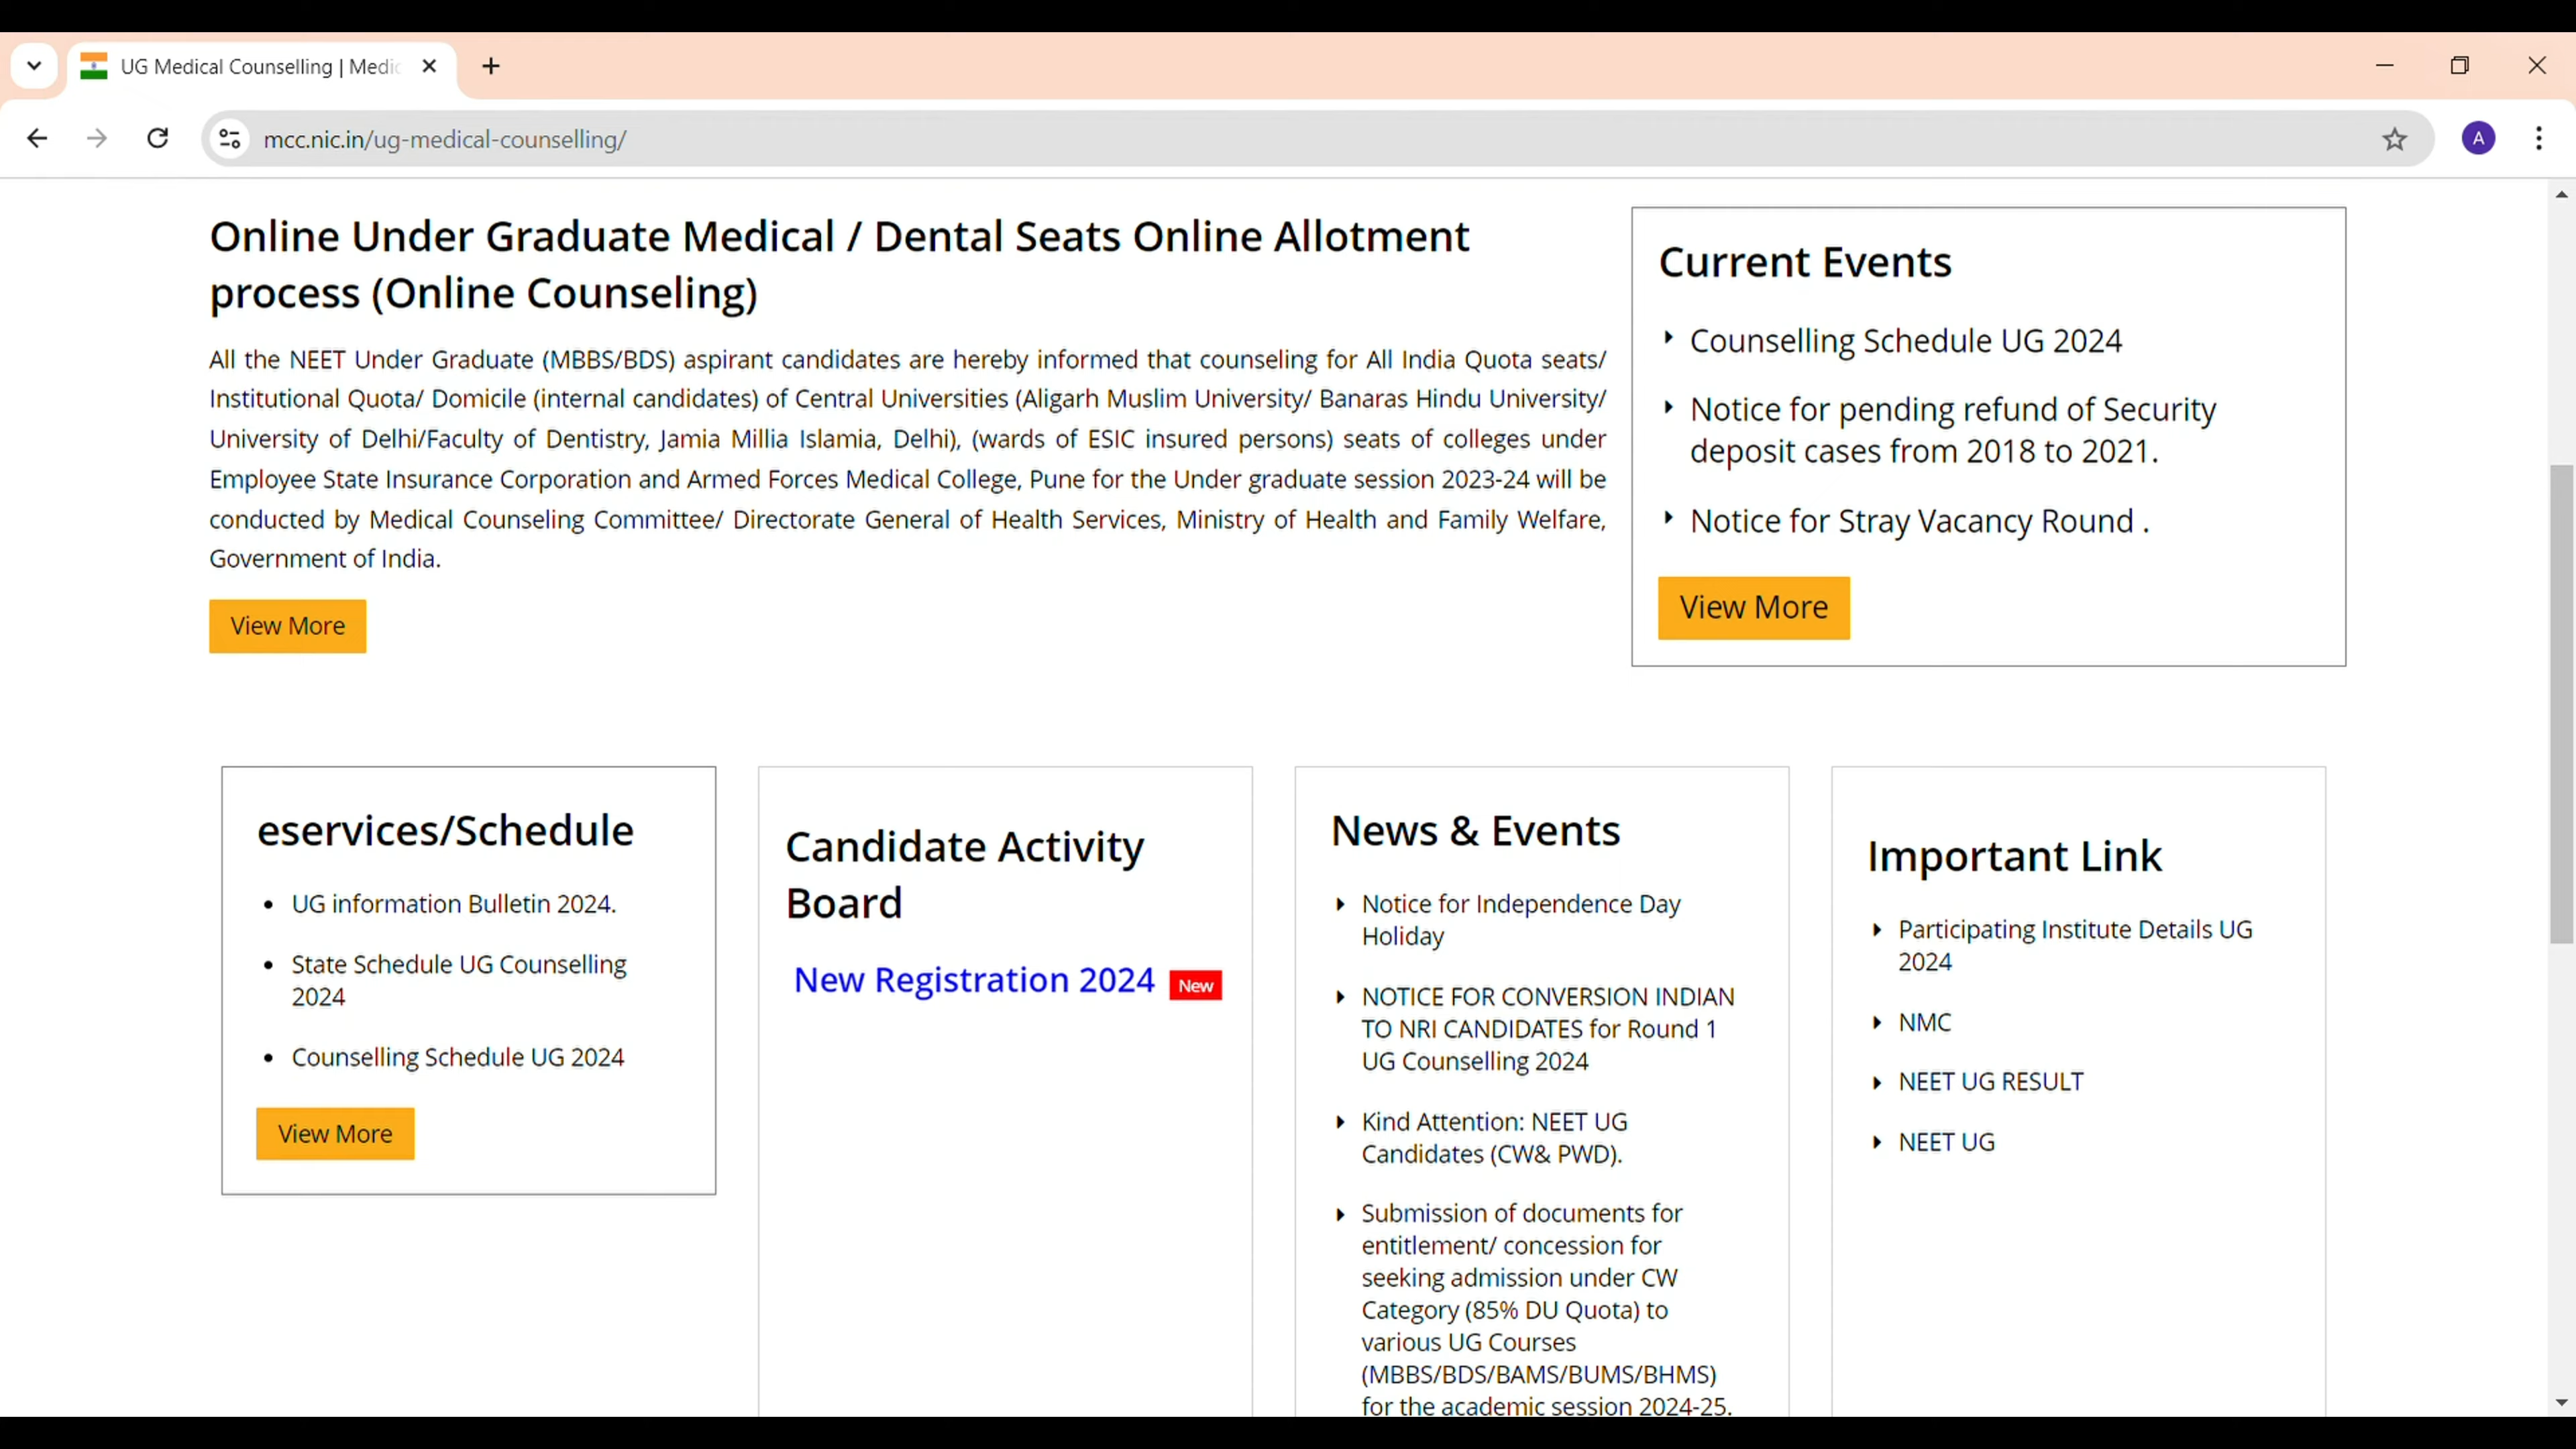 UG Medical Counselling | Medic
mcc.nic.in/ug-medical-counselling/
A
Online Under Graduate Medical / Dental Seats Online Allotment
process (Online Counseling)
All the NEET Under Graduate (MBBS/BDS) aspirant candidates are hereby informed that counseling for All India Quota seats/
Institutional Quota/ Domicile (internal candidates) of Central Universities (Aligarh Muslim University/ Banaras Hindu University/
University of Delhi/Faculty of Dentistry, Jamia Millia Islamia, Delhi), (wards of ESIC insured persons) seats of colleges under
Employee State Insurance Corporation and Armed Forces Medical College, Pune for the Under graduate session 2023-24 will be
conducted by Medical Counseling Committee/ Directorate General of Health Services, Ministry of Health and Family Welfare,
Government of India.
View More
Current Events
Counselling Schedule UG 2024
Notice for pending refund of Security
deposit cases from 2018 to 2021.
Notice for Stray Vacancy Round .
View More
eservices/Schedule
UG information Bulletin 2024.
State Schedule UG Counselling
2024
Counselling Schedule UG 2024
View More
Candidate Activity
Board
New Registration 2024 New
News & Events
Notice for Independence Day
Holiday
NOTICE FOR CONVERSION INDIAN
TO NRI CANDIDATES for Round 1
UG Counselling 2024
Kind Attention: NEET UG
Candidates (CW& PWD).
Submission of documents for
entitlement/ concession for
seeking admission under CW
Category (85% DU Quota) to
various UG Courses
(MBBS/BDS/BAMS/BUMS/BHMS)
for the academic session 2024-25.
Important Link
Participating Institute Details UG
2024
NMC
NEET UG RESULT
NEET UG